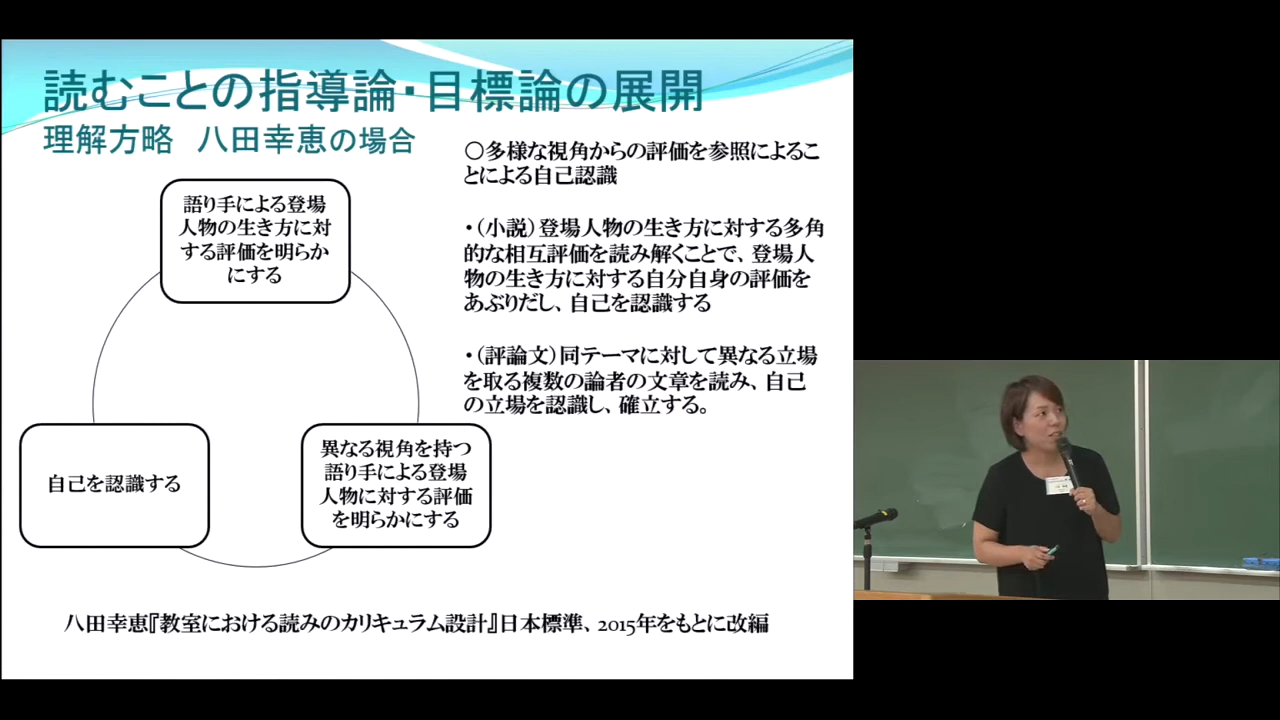 読むことの指導論・目標論の展開
理解方略　八田幸恵の場合
語り手による登場
人物の生き方に対
する評価を明らか
にする
自己を認識する
異なる視角を持つ
語り手による登場
人物に対する評価
を明らかにする
〇多様な視角からの評価を参照によるこ
とによる自己認識
・（小説）登場人物の生き方に対する多角
的な相互評価を読み解くことで、登場人
物の生き方に対する自分自身の評価を
あぶりだし、自己を認識する
・（評論文）同テーマに対して異なる立場
を取る複数の論者の文章を読み、自己
の立場を認識し、確立する。
八田幸恵『教室における読みのカリキュラム設計』日本標準、2015年をもとに改編